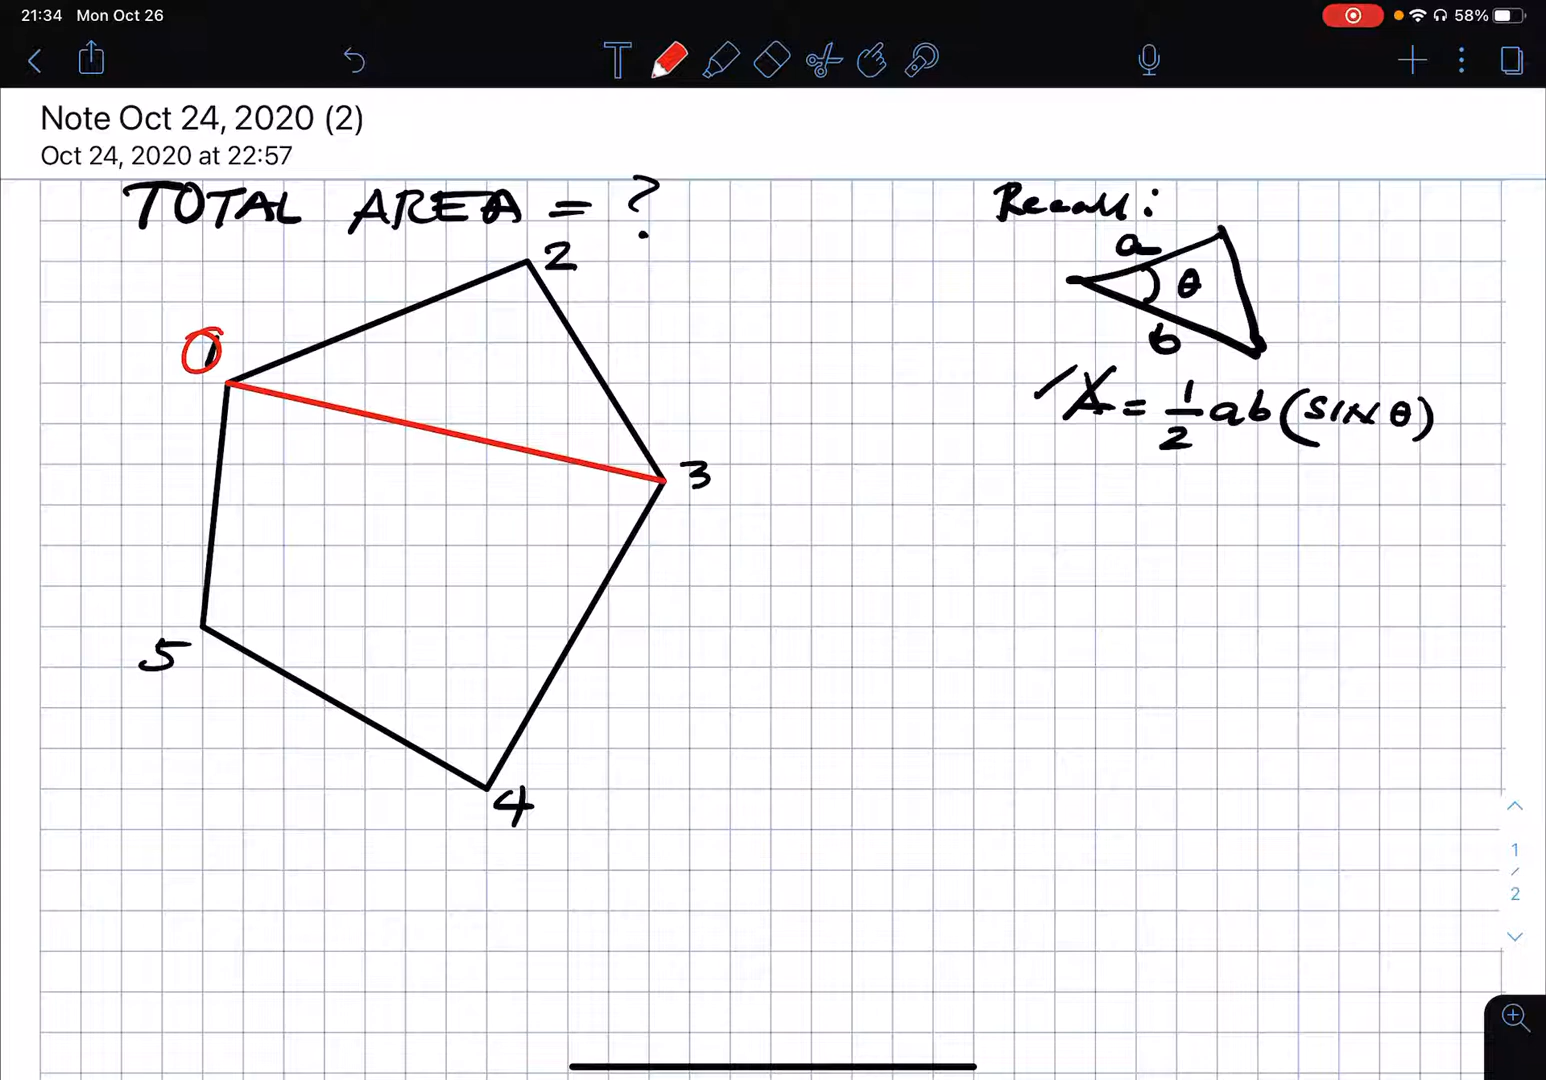 21:34 Mon Oct 26
58%
T
Note Oct 24, 2020 (2)
Oct 24, 2020 at 22:57
TOTAL AREA = ?
Recall:
2
a
θ
1
b
A = 1/2 ab (SIN θ)
3
5
4
1
/
2